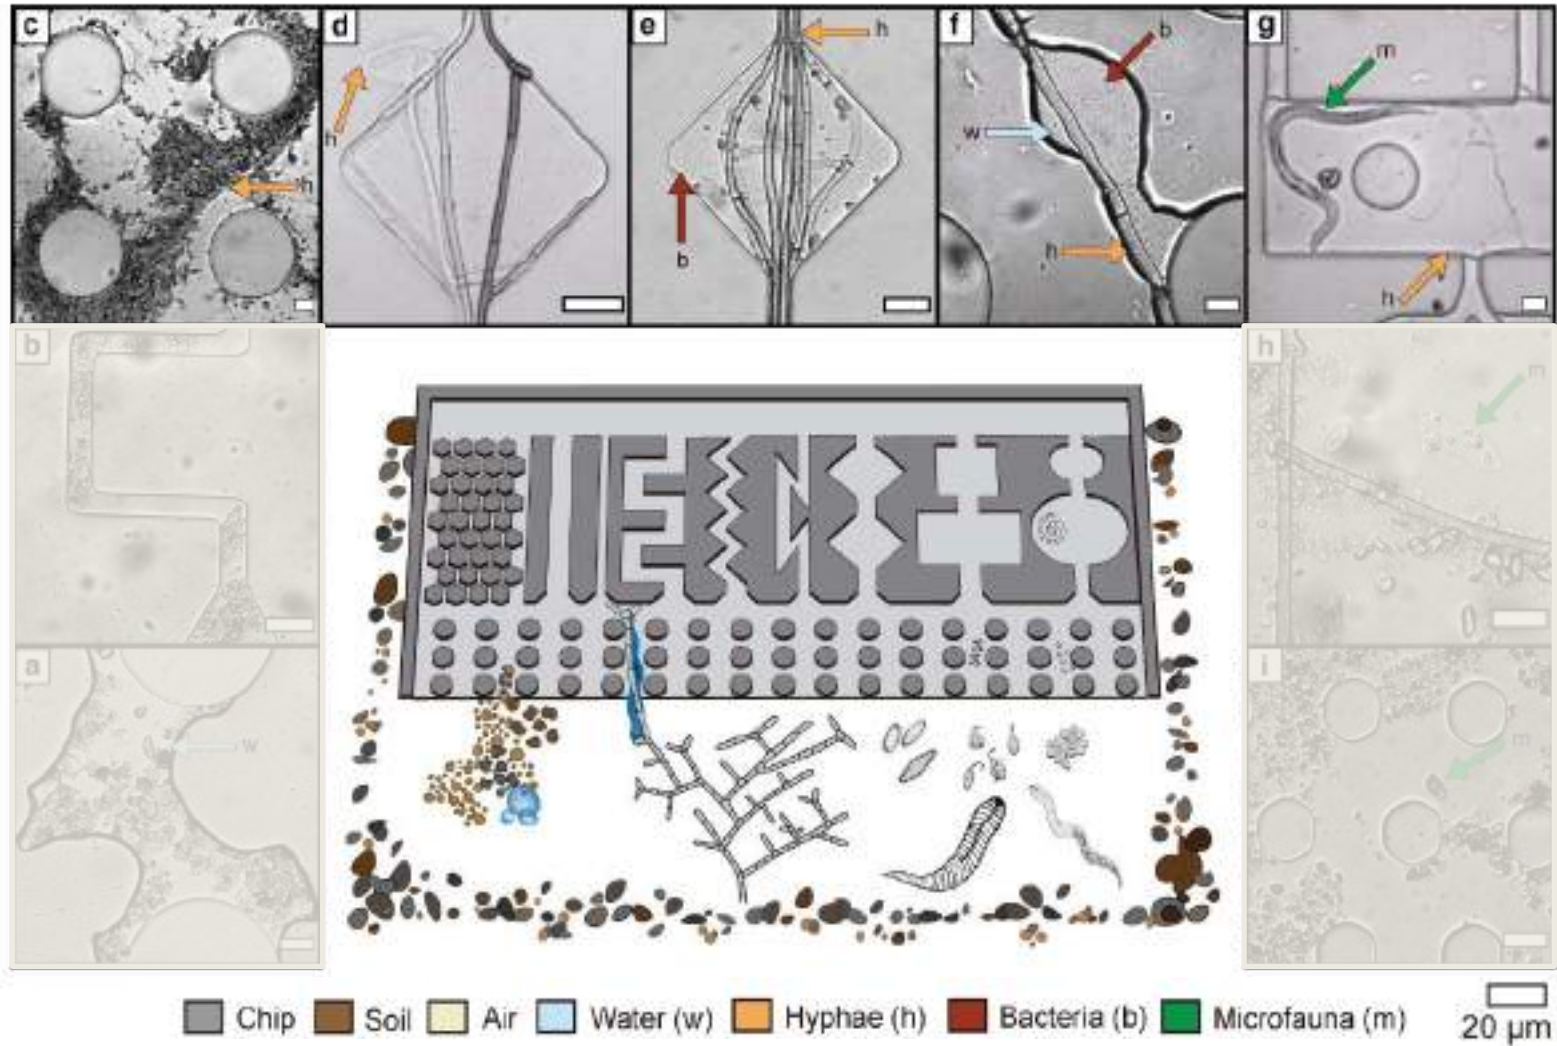 c
d
e
f
g
h
h
h
b
b
w
h
m
h
b
h
m
a
w
i
m
Chip
Soil
Air
Water (w)
Hyphae (h)
Bacteria (b)
Microfauna (m)
20 µm